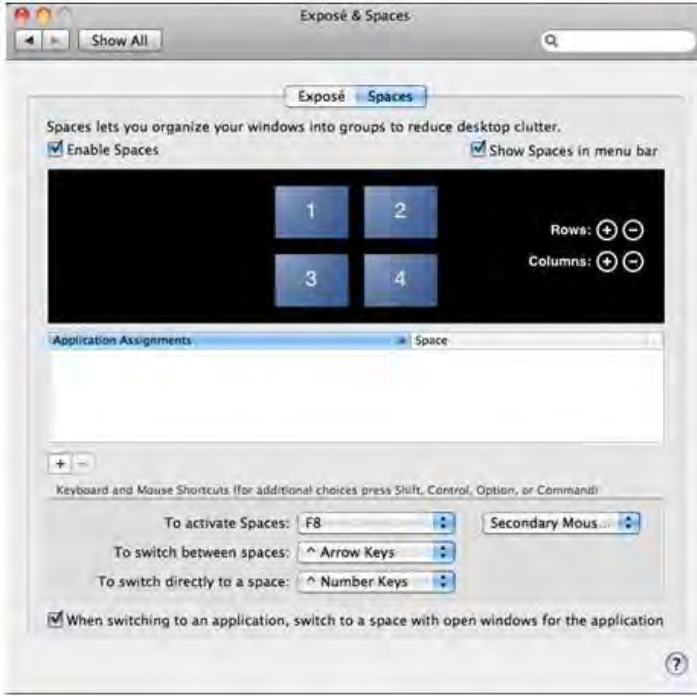 Exposé & Spaces
Show All
Exposé Spaces
Spaces lets you organize your windows into groups to reduce desktop clutter.
Enable Spaces Show Spaces in menu bar
1 2
Rows:
Columns:
3 4
Application Assignments Space
Keyboard and Mouse Shortcuts (for additional choices press Shift, Control, Option, or Command)
To activate Spaces: F8 Secondary Mous...
To switch between spaces: ^ Arrow Keys
To switch directly to a space: ^ Number Keys
When switching to an application, switch to a space with open windows for the application
?